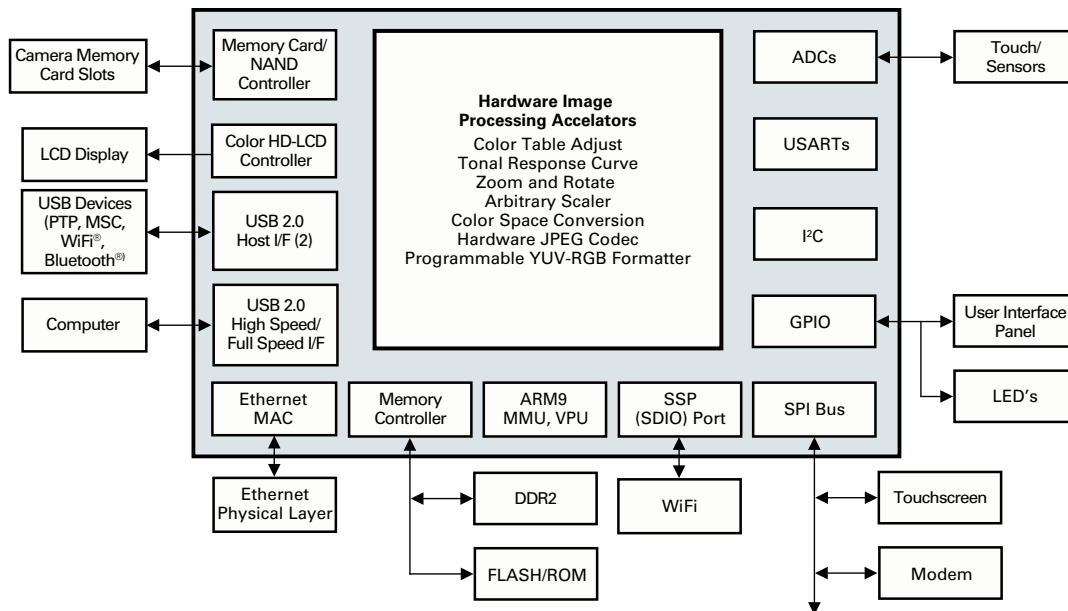 Camera Memory
Card Slots
Memory Card/
NAND
Controller
LCD Display
Color HD-LCD
Controller
USB Devices
(PTP, MSC,
WiFi®,
Bluetooth®)
USB 2.0
Host I/F (2)
Computer
USB 2.0
High Speed/
Full Speed I/F
Hardware Image
Processing Accelators
Color Table Adjust
Tonal Response Curve
Zoom and Rotate
Arbitrary Scaler
Color Space Conversion
Hardware JPEG Codec
Programmable YUV-RGB Formatter
ADCs
Touch/
Sensors
USARTs
I²C
GPIO
User Interface
Panel
LED's
Ethernet
MAC
Memory
Controller
ARM9
MMU, VPU
SSP
(SDIO) Port
SPI Bus
Ethernet
Physical Layer
DDR2
FLASH/ROM
WiFi
Touchscreen
Modem